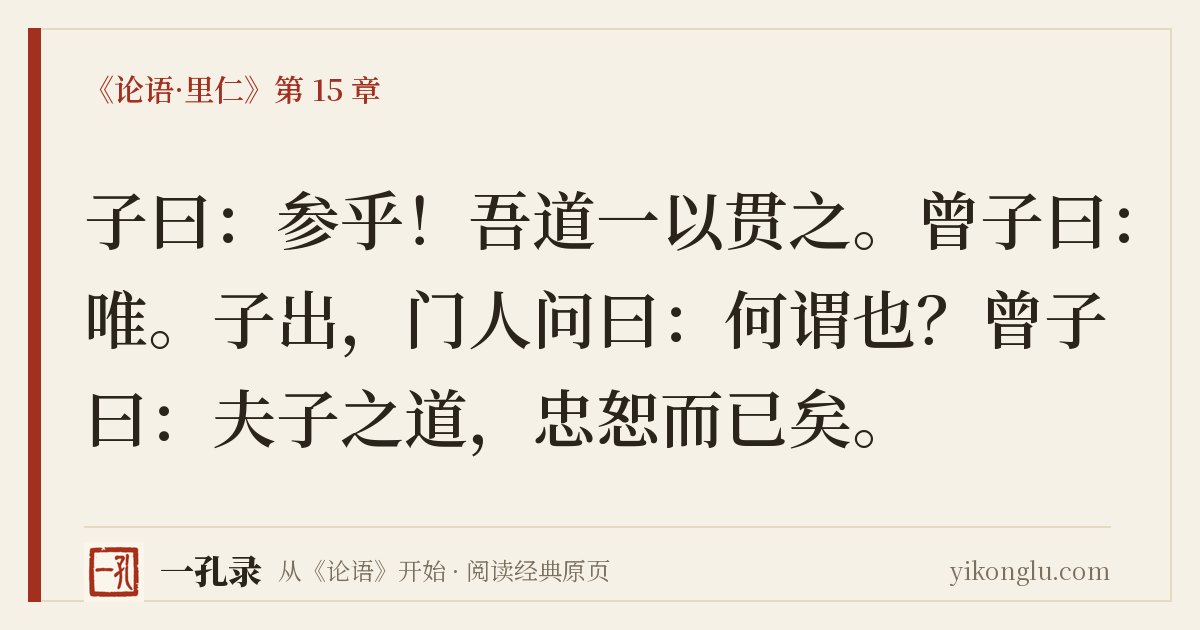 《论语·里仁》第 15 章
子曰：参乎！吾道一以贯之。曾子曰：
唯。子出，门人问曰：何谓也？曾子
曰：夫子之道，忠恕而已矣。
一孔
一孔录 从《论语》开始 · 阅读经典原页 yikonglu.com